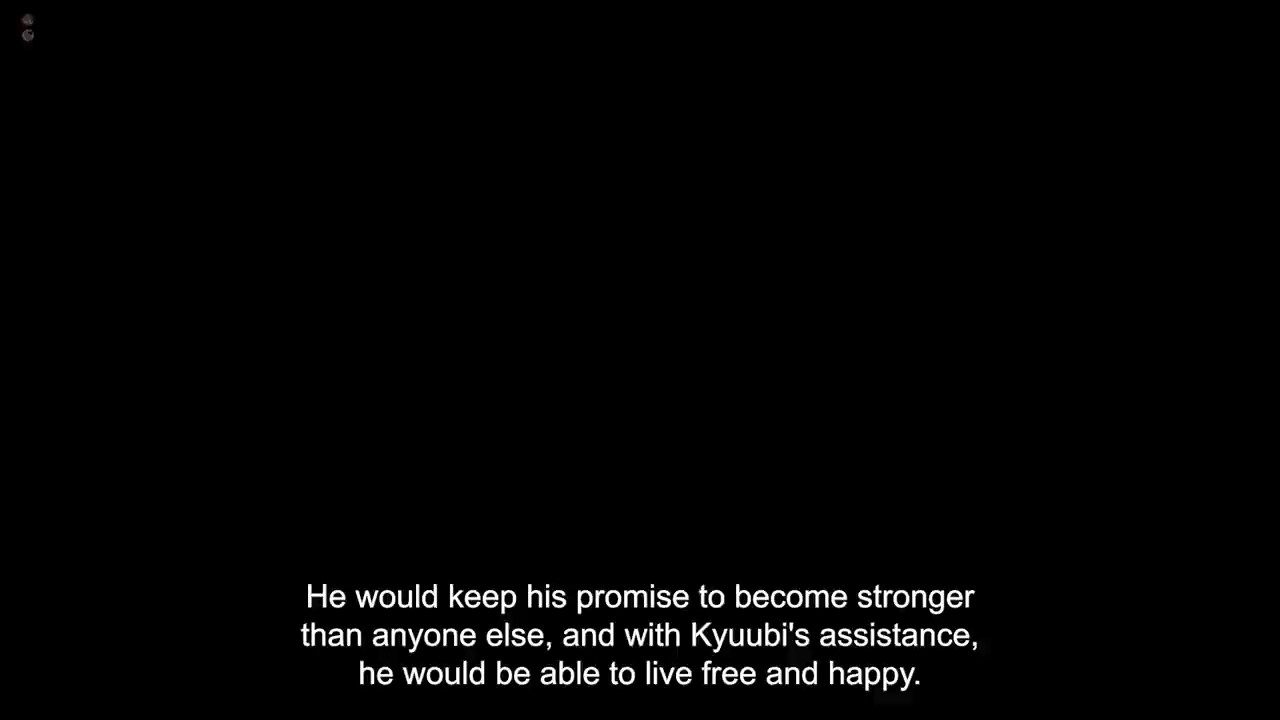 He would keep his promise to become stronger
than anyone else, and with Kyuubi's assistance,
he would be able to live free and happy.